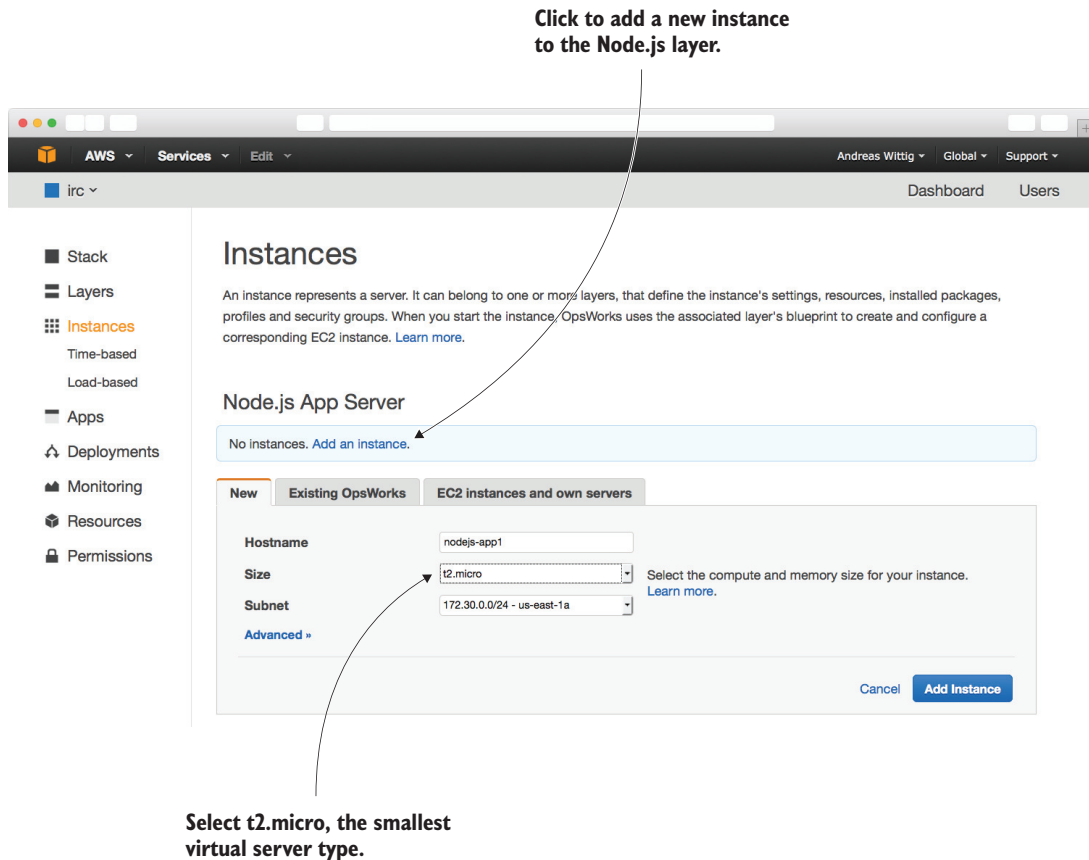 Click to add a new instance
to the Node.js layer.
AWS Services Edit Andreas Wittig Global Support
irc Dashboard Users
Stack
Layers
Instances
Time-based
Load-based
Apps
Deployments
Monitoring
Resources
Permissions
Instances
An instance represents a server. It can belong to one or more layers, that define the instance's settings, resources, installed packages,
profiles and security groups. When you start the instance, OpsWorks uses the associated layer's blueprint to create and configure a
corresponding EC2 instance. Learn more.
Node.js App Server
No instances. Add an instance.
New Existing OpsWorks EC2 instances and own servers
Hostname nodejs-app1
Size t2.micro Select the compute and memory size for your instance.
Learn more.
Subnet 172.30.0.0/24 - us-east-1a
Advanced »
Cancel Add Instance
Select t2.micro, the smallest
virtual server type.